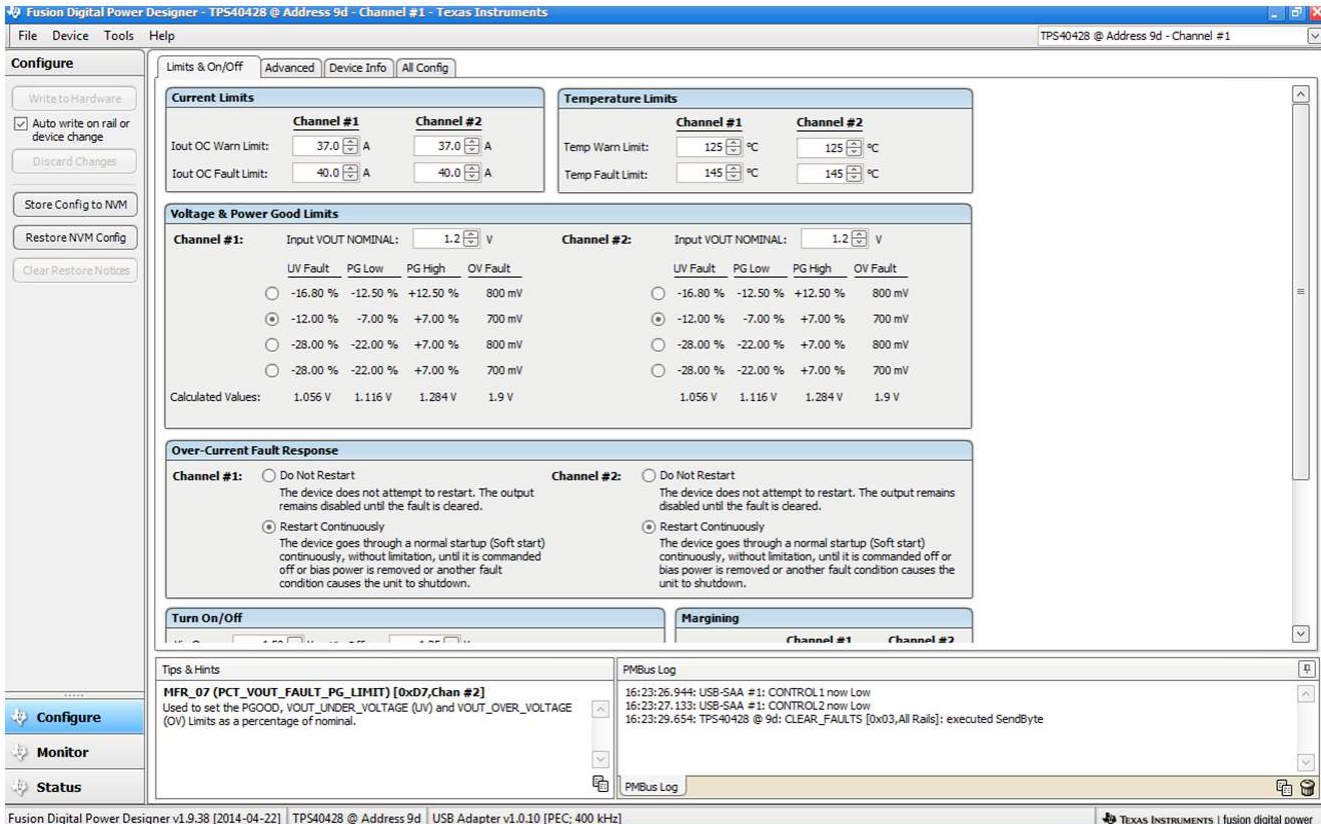 Fusion Digital Power Designer - TPS40428 @ Address 9d - Channel #1 - Texas Instruments
File Device Tools Help
TPS40428 @ Address 9d - Channel #1
Configure
Write to Hardware
Auto write on rail or
device change
Discard Changes
Store Config to NVM
Restore NVM Config
Clear Restore Notices
Limits & On/Off Advanced Device Info All Config
Current Limits
Channel #1 Channel #2
Iout OC Warn Limit: 37.0 A 37.0 A
Iout OC Fault Limit: 40.0 A 40.0 A
Temperature Limits
Channel #1 Channel #2
Temp Warn Limit: 125 ºC 125 ºC
Temp Fault Limit: 145 ºC 145 ºC
Voltage & Power Good Limits
Channel #1: Input VOUT NOMINAL: 1.2 V
UV Fault PG Low PG High OV Fault
-16.80 % -12.50 % +12.50 % 800 mV
-12.00 % -7.00 % +7.00 % 700 mV
-28.00 % -22.00 % +7.00 % 800 mV
-28.00 % -22.00 % +7.00 % 700 mV
Calculated Values: 1.056 V 1.116 V 1.284 V 1.9 V
Channel #2: Input VOUT NOMINAL: 1.2 V
UV Fault PG Low PG High OV Fault
-16.80 % -12.50 % +12.50 % 800 mV
-12.00 % -7.00 % +7.00 % 700 mV
-28.00 % -22.00 % +7.00 % 800 mV
-28.00 % -22.00 % +7.00 % 700 mV
1.056 V 1.116 V 1.284 V 1.9 V
Over-Current Fault Response
Channel #1: Do Not Restart
The device does not attempt to restart. The output
remains disabled until the fault is cleared.
Restart Continuously
The device goes through a normal startup (Soft start)
continuously, without limitation, until it is commanded
off or bias power is removed or another fault
condition causes the unit to shutdown.
Channel #2: Do Not Restart
The device does not attempt to restart. The output remains
disabled until the fault is cleared.
Restart Continuously
The device goes through a normal startup (Soft start)
continuously, without limitation, until it is commanded off or
bias power is removed or another fault condition causes the
unit to shutdown.
Turn On/Off
Margining
Channel #1 Channel #2
Tips & Hints
MFR_07 (PCT_VOUT_FAULT_PG_LIMIT) [0xD7,Chan #2]
Used to set the PGOOD, VOUT_UNDER_VOLTAGE (UV) and VOUT_OVER_VOLTAGE
(OV) Limits as a percentage of nominal.
PMBus Log
16:23:26.944: USB-SAA #1: CONTROL1 now Low
16:23:27.133: USB-SAA #1: CONTROL2 now Low
16:23:29.654: TPS40428 @ 9d: CLEAR_FAULTS [0x03,All Rails]: executed SendByte
PMBus Log
Configure
Monitor
Status
Fusion Digital Power Designer v1.9.38 [2014-04-22] TPS40428 @ Address 9d USB Adapter v1.0.10 [PEC; 400 kHz]
TEXAS INSTRUMENTS | fusion digital power